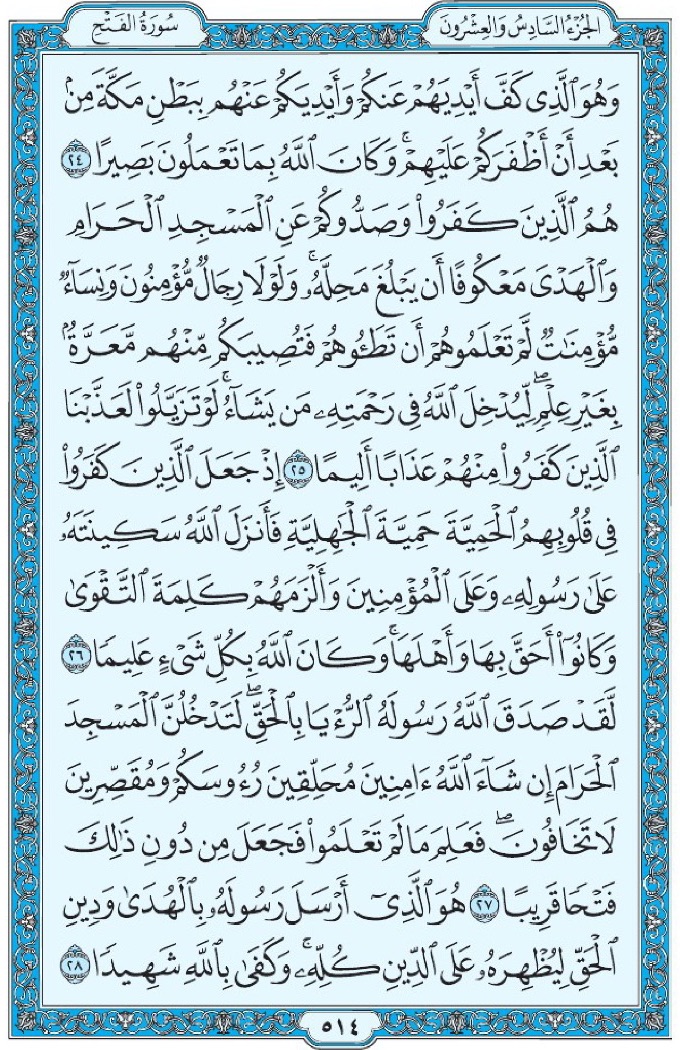 الجُزْءُ السَّادِسُ وَالعِشْرُونَ
سُورَةُ الفَتْحِ
وَهُوَ ٱلَّذِى كَفَّ أَيْدِيَهُمْ عَنكُمْ وَأَيْدِيَكُمْ عَنْهُم بِبَطْنِ مَكَّةَ مِنۢ
بَعْدِ أَنْ أَظْفَرَكُمْ عَلَيْهِمْ ۚ وَكَانَ ٱللَّهُ بِمَا تَعْمَلُونَ بَصِيرًا ٢٤
هُمُ ٱلَّذِينَ كَفَرُوا۟ وَصَدُّوكُمْ عَنِ ٱلْمَسْجِدِ ٱلْحَرَامِ
وَٱلْهَدْىَ مَعْكُوفًا أَن يَبْلُغَ مَحِلَّهُۥ ۚ وَلَوْلَا رِجَالٌ مُّؤْمِنُونَ وَنِسَآءٌ
مُّؤْمِنَـٰتٌ لَّمْ تَعْلَمُوهُمْ أَن تَطَـُٔوهُمْ فَتُصِيبَكُم مِّنْهُم مَّعَرَّةٌۢ
بِغَيْرِ عِلْمٍ ۖ لِّيُدْخِلَ ٱللَّهُ فِى رَحْمَتِهِۦ مَن يَشَآءُ ۚ لَوْ تَزَيَّلُوا۟ لَعَذَّبْنَا
ٱلَّذِينَ كَفَرُوا۟ مِنْهُمْ عَذَابًا أَلِيمًا ٢٥ إِذْ جَعَلَ ٱلَّذِينَ كَفَرُوا۟
فِى قُلُوبِهِمُ ٱلْحَمِيَّةَ حَمِيَّةَ ٱلْجَـٰهِلِيَّةِ فَأَنزَلَ ٱللَّهُ سَكِينَتَهُۥ
عَلَىٰ رَسُولِهِۦ وَعَلَى ٱلْمُؤْمِنِينَ وَأَلْزَمَهُمْ كَلِمَةَ ٱلتَّقْوَىٰ
وَكَانُوٓا۟ أَحَقَّ بِهَا وَأَهْلَهَا ۚ وَكَانَ ٱللَّهُ بِكُلِّ شَىْءٍ عَلِيمًا ٢٦
لَّقَدْ صَدَقَ ٱللَّهُ رَسُولَهُ ٱلرُّءْيَا بِٱلْحَقِّ ۖ لَتَدْخُلُنَّ ٱلْمَسْجِدَ
ٱلْحَرَامَ إِن شَآءَ ٱللَّهُ ءَامِنِينَ مُحَلِّقِينَ رُءُوسَكُمْ وَمُقَصِّرِينَ
لَا تَخَافُونَ ۖ فَعَلِمَ مَا لَمْ تَعْلَمُوا۟ فَجَعَلَ مِن دُونِ ذَٰلِكَ
فَتْحًا قَرِيبًا ٢٧ هُوَ ٱلَّذِىٓ أَرْسَلَ رَسُولَهُۥ بِٱلْهُدَىٰ وَدِينِ
ٱلْحَقِّ لِيُظْهِرَهُۥ عَلَى ٱلدِّينِ كُلِّهِۦ ۚ وَكَفَىٰ بِٱللَّهِ شَهِيدًا ٢٨
٥١٤